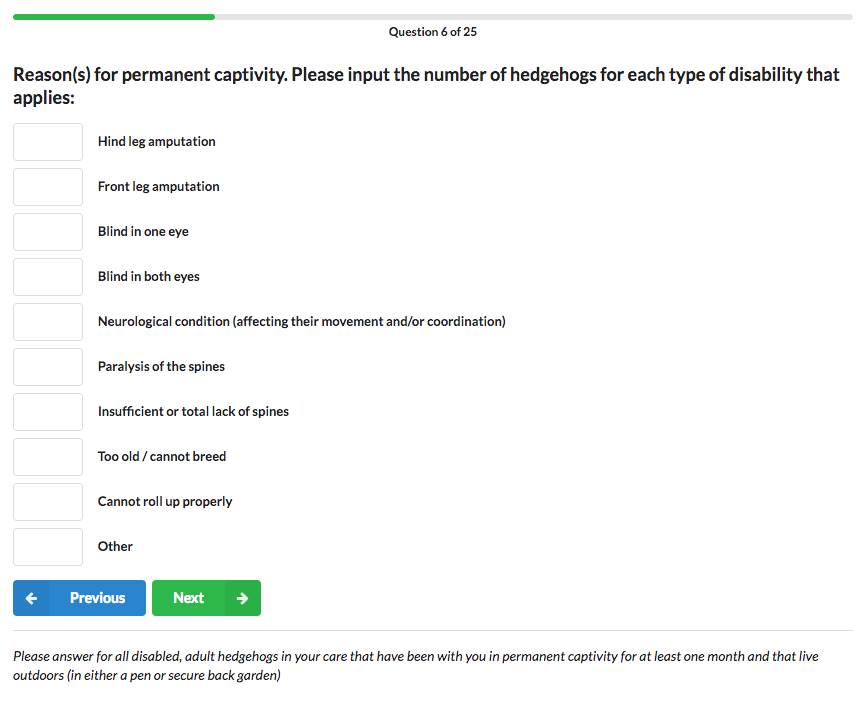 Question 6 of 25
Reason(s) for permanent captivity. Please input the number of hedgehogs for each type of disability that
applies:
Hind leg amputation
Front leg amputation
Blind in one eye
Blind in both eyes
Neurological condition (affecting their movement and/or coordination)
Paralysis of the spines
Insufficient or total lack of spines
Too old / cannot breed
Cannot roll up properly
Other
Previous Next
Please answer for all disabled, adult hedgehogs in your care that have been with you in permanent captivity for at least one month and that live
outdoors (in either a pen or secure back garden)